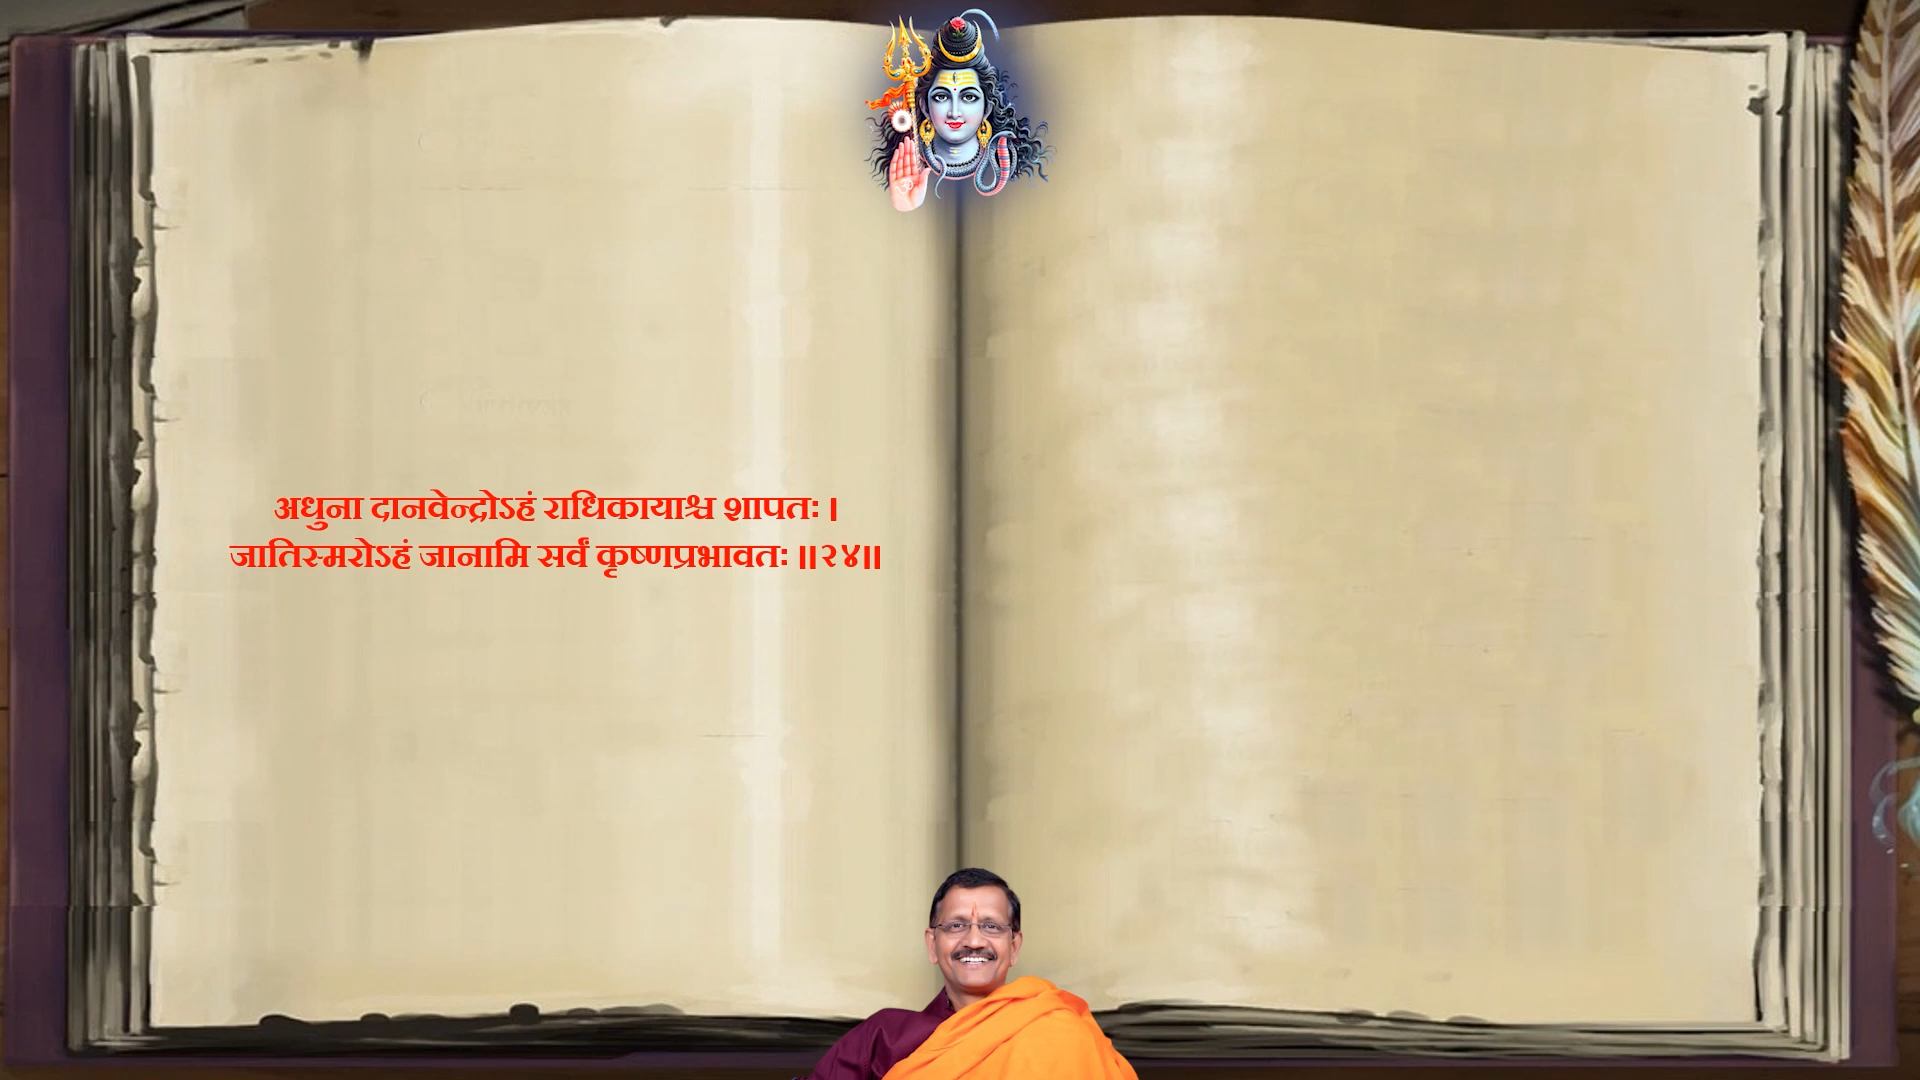 अधुना दानवेन्द्रोऽहं राधिकायाश्च शापतः ।
जातिस्मरोऽहं जानामि सर्वं कृष्णप्रभावतः ॥२४॥